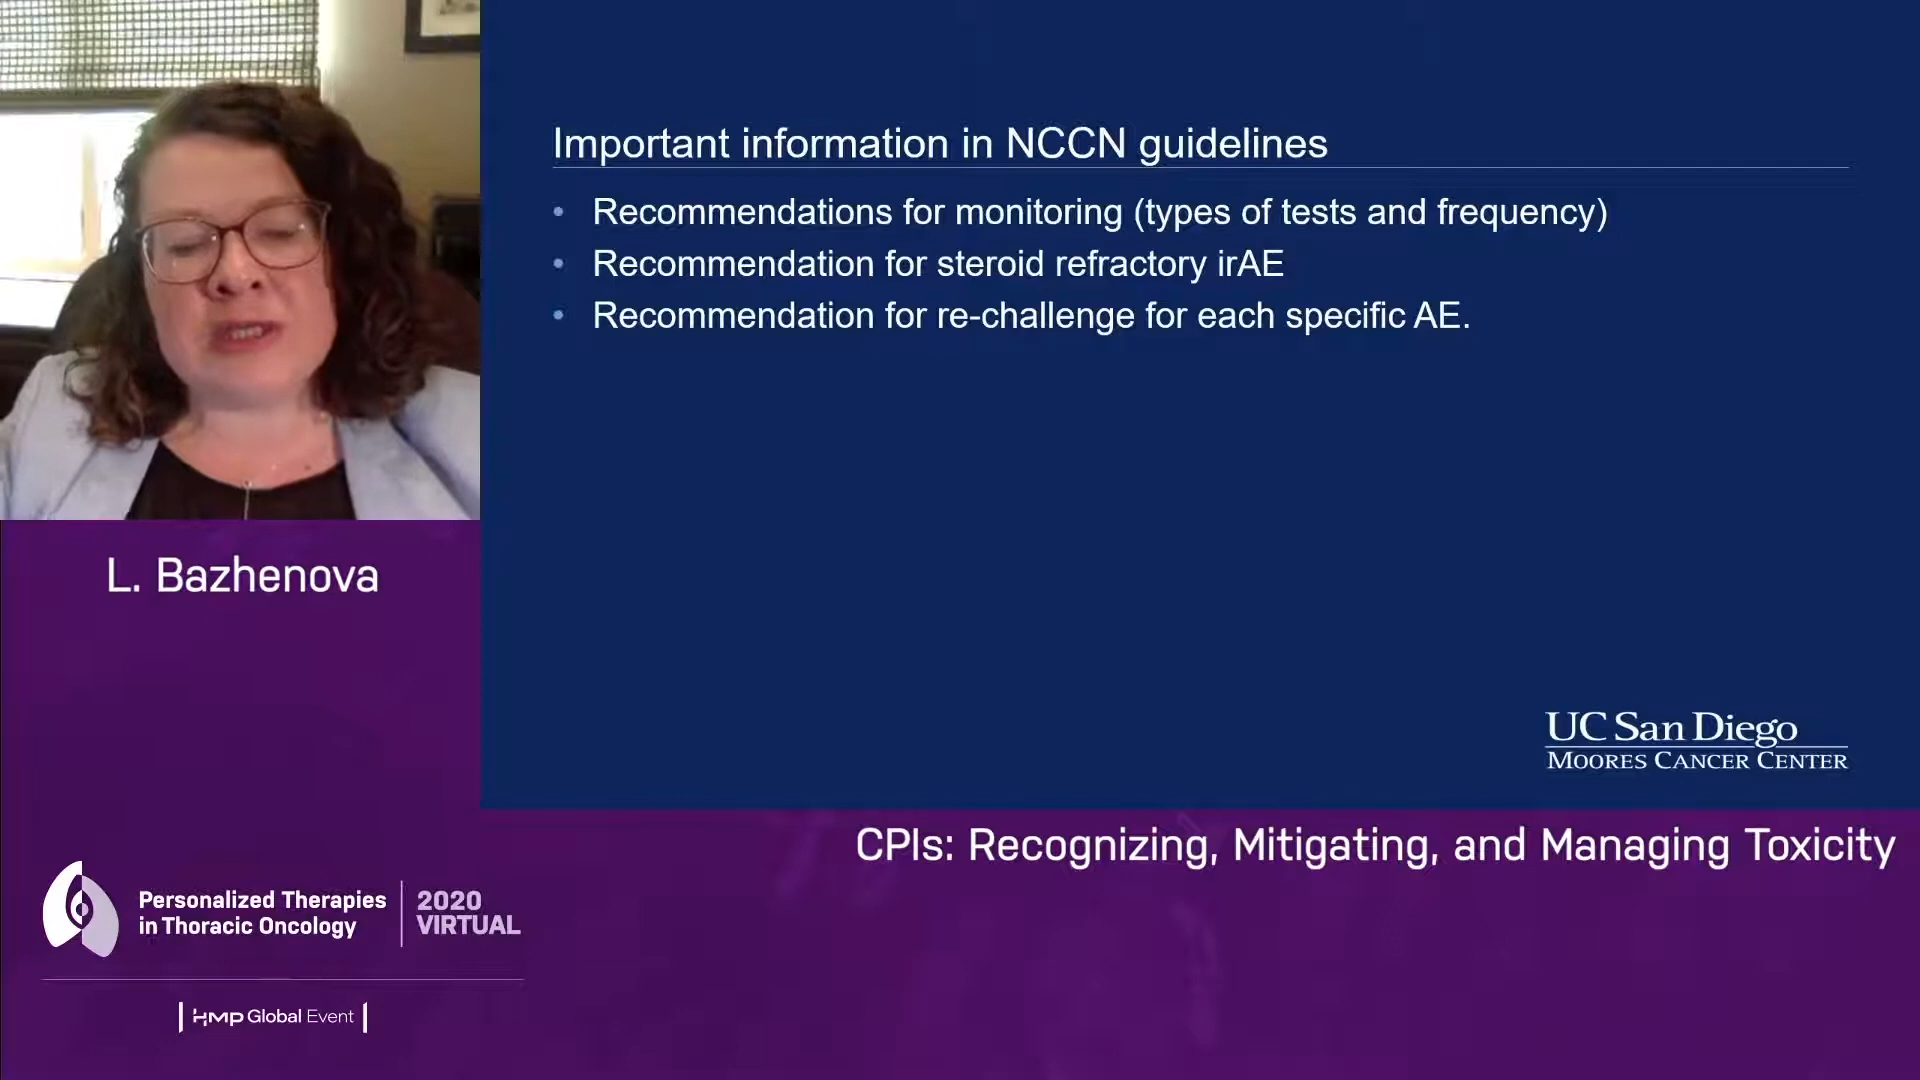 Important information in NCCN guidelines
• Recommendations for monitoring (types of tests and frequency)
• Recommendation for steroid refractory irAE
• Recommendation for re-challenge for each specific AE.
L. Bazhenova
UC San Diego
MOORES CANCER CENTER
CPIs: Recognizing, Mitigating, and Managing Toxicity
Personalized Therapies
in Thoracic Oncology
2020
VIRTUAL
HMP Global Event